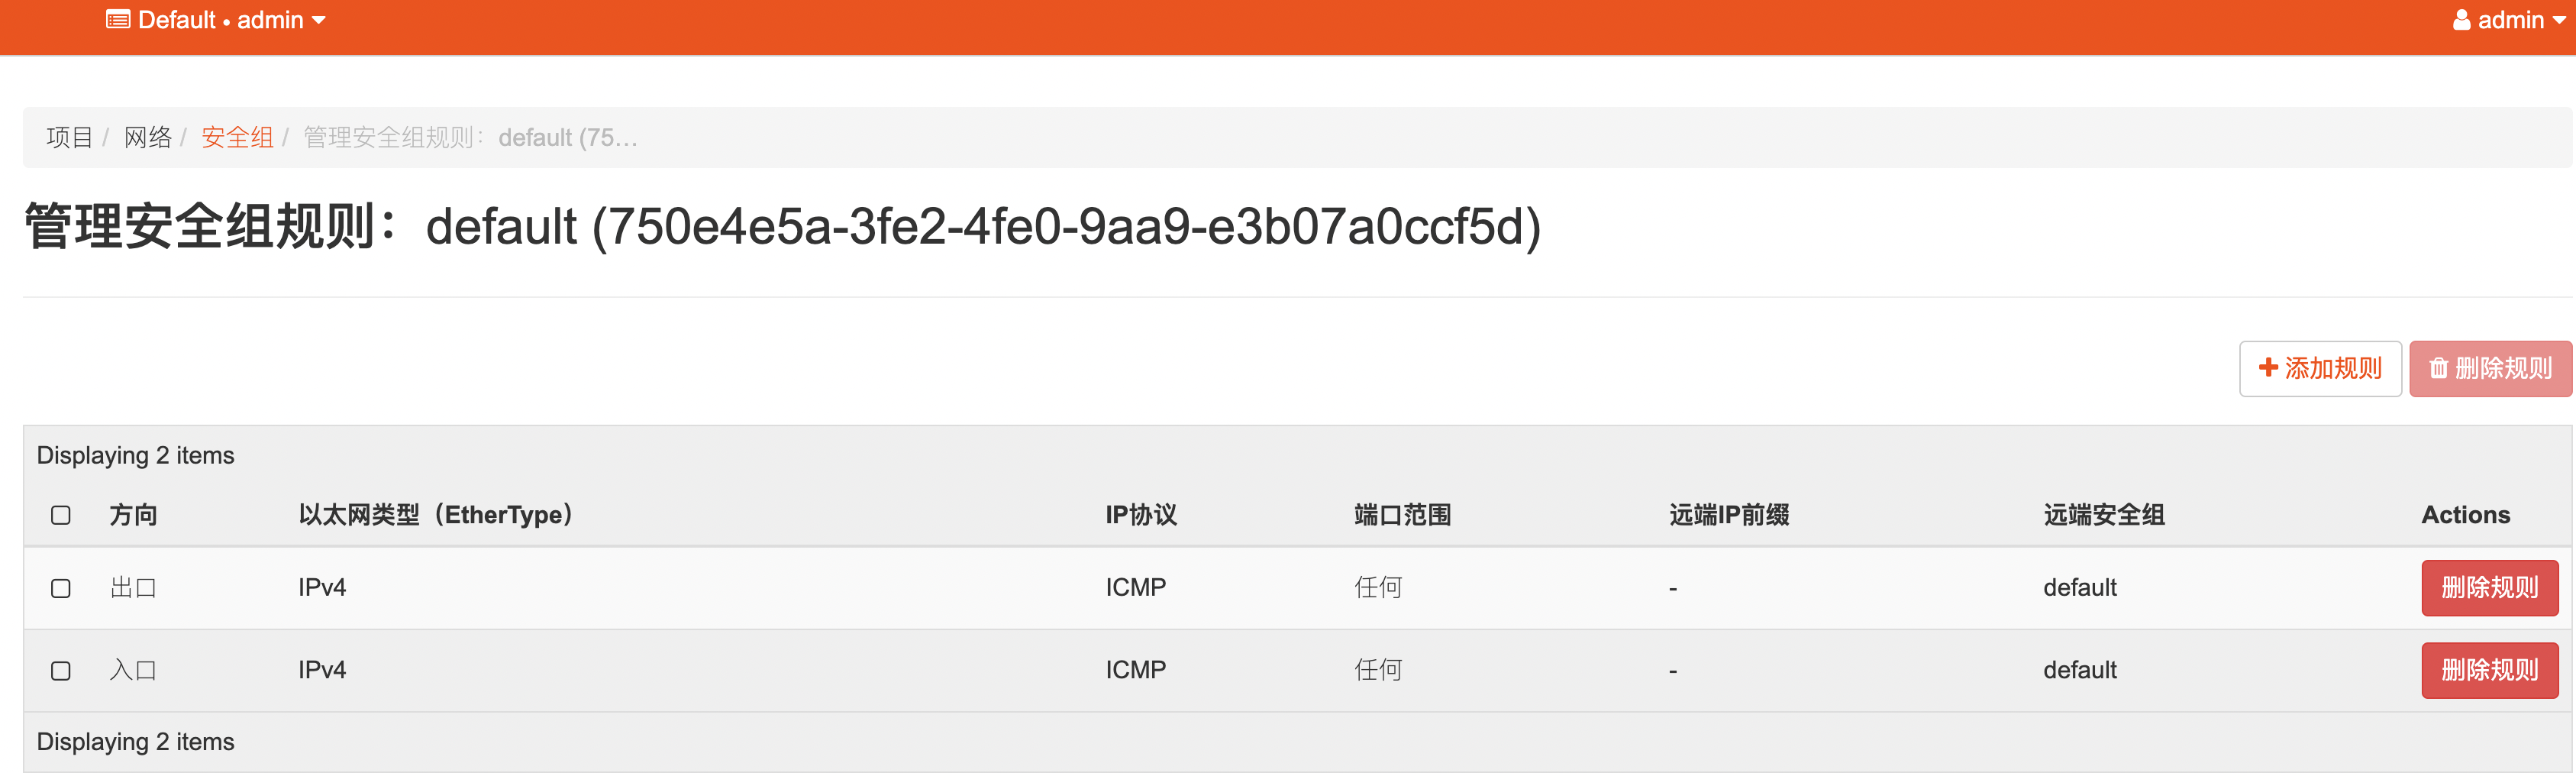 Default • admin admin
项目 / 网络 / 安全组 / 管理安全组规则：default (75…
管理安全组规则：default (750e4e5a-3fe2-4fe0-9aa9-e3b07a0ccf5d)
添加规则 删除规则
Displaying 2 items
方向 以太网类型（EtherType） IP协议 端口范围 远端IP前缀 远端安全组 Actions
出口 IPv4 ICMP 任何 - default 删除规则
入口 IPv4 ICMP 任何 - default 删除规则
Displaying 2 items